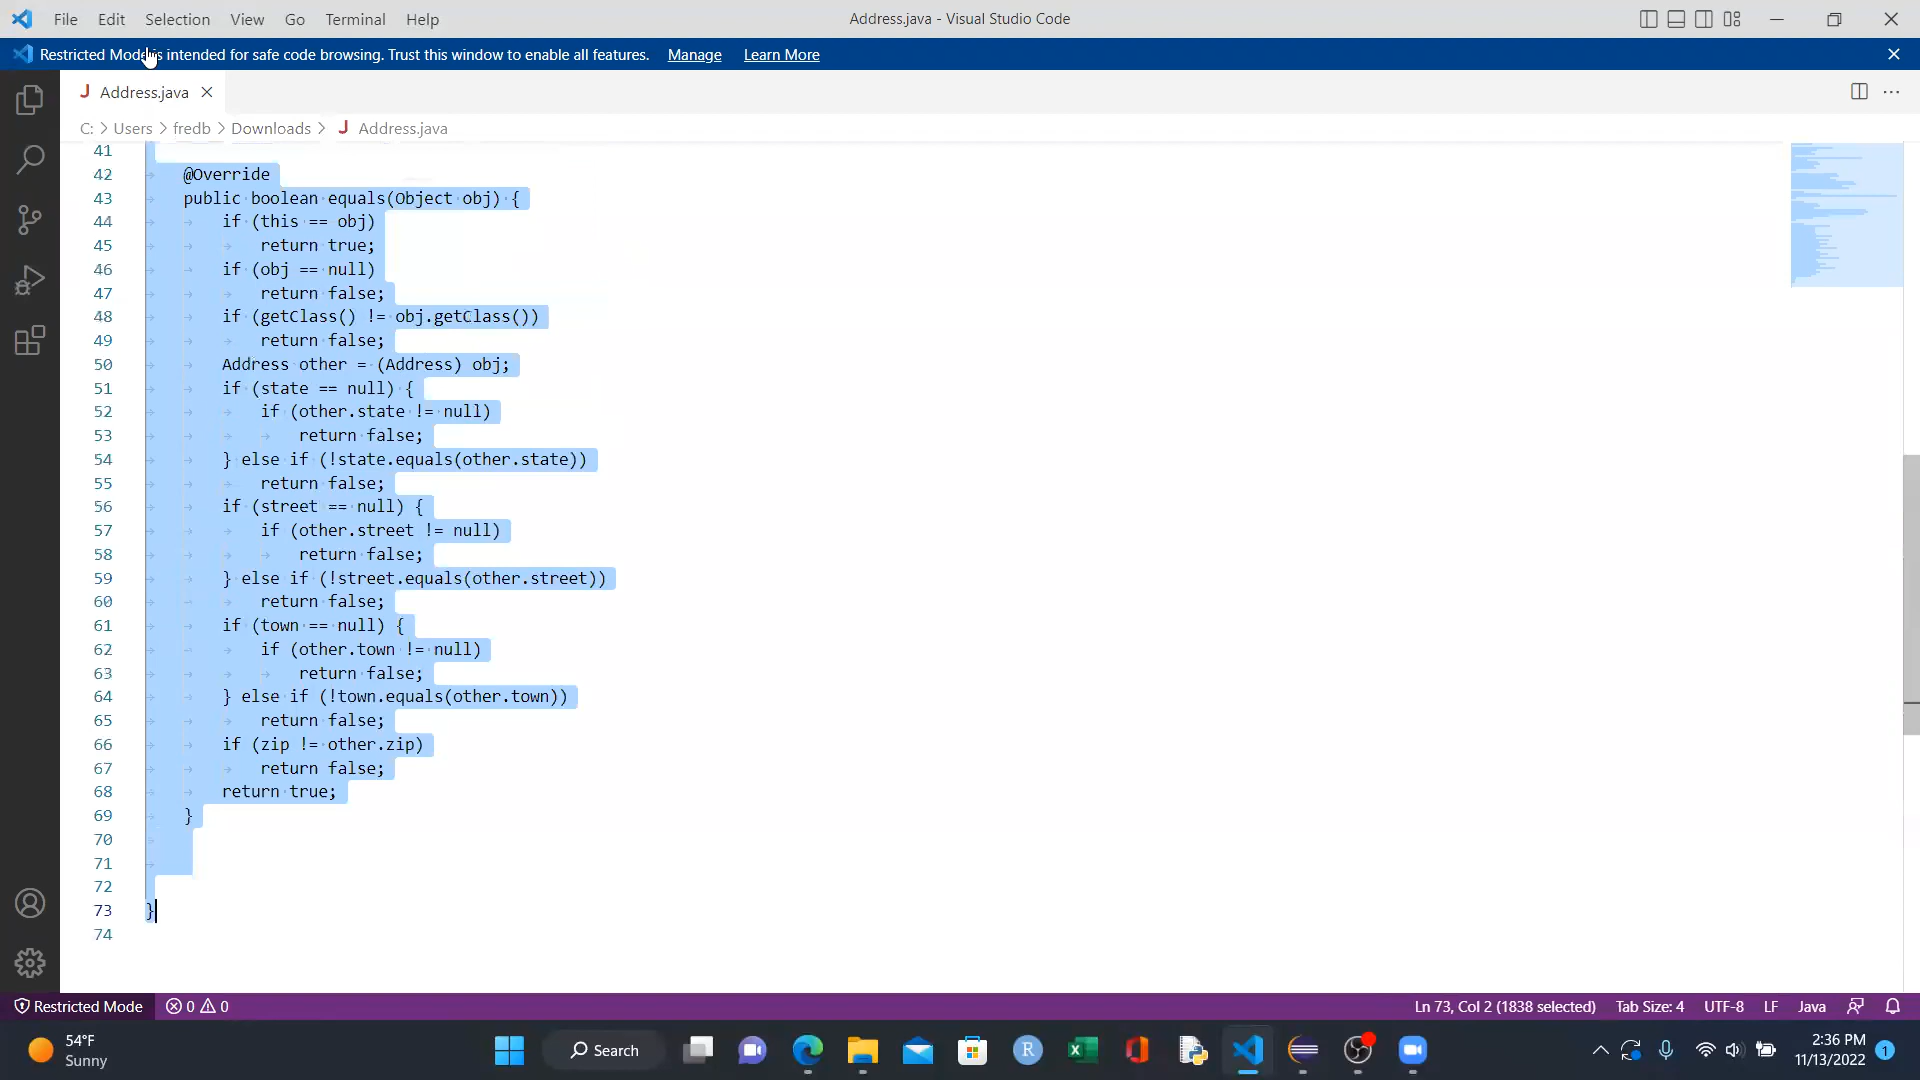 File Edit Selection View Go Terminal Help
Address.java - Visual Studio Code
Restricted Mode is intended for safe code browsing. Trust this window to enable all features. Manage Learn More
J Address.java
C: > Users > fredb > Downloads > J Address.java
41
42 @Override
43 public boolean equals(Object obj) {
44 if (this == obj)
45 return true;
46 if (obj == null)
47 return false;
48 if (getClass() != obj.getClass())
49 return false;
50 Address other = (Address) obj;
51 if (state == null) {
52 if (other.state != null)
53 return false;
54 } else if (!state.equals(other.state))
55 return false;
56 if (street == null) {
57 if (other.street != null)
58 return false;
59 } else if (!street.equals(other.street))
60 return false;
61 if (town == null) {
62 if (other.town != null)
63 return false;
64 } else if (!town.equals(other.town))
65 return false;
66 if (zip != other.zip)
67 return false;
68 return true;
69 }
70
71
72
73 }
74
Restricted Mode 0 0 Ln 73, Col 2 (1838 selected) Tab Size: 4 UTF-8 LF Java
54°F
Sunny
Search
R
2:36 PM
11/13/2022
1